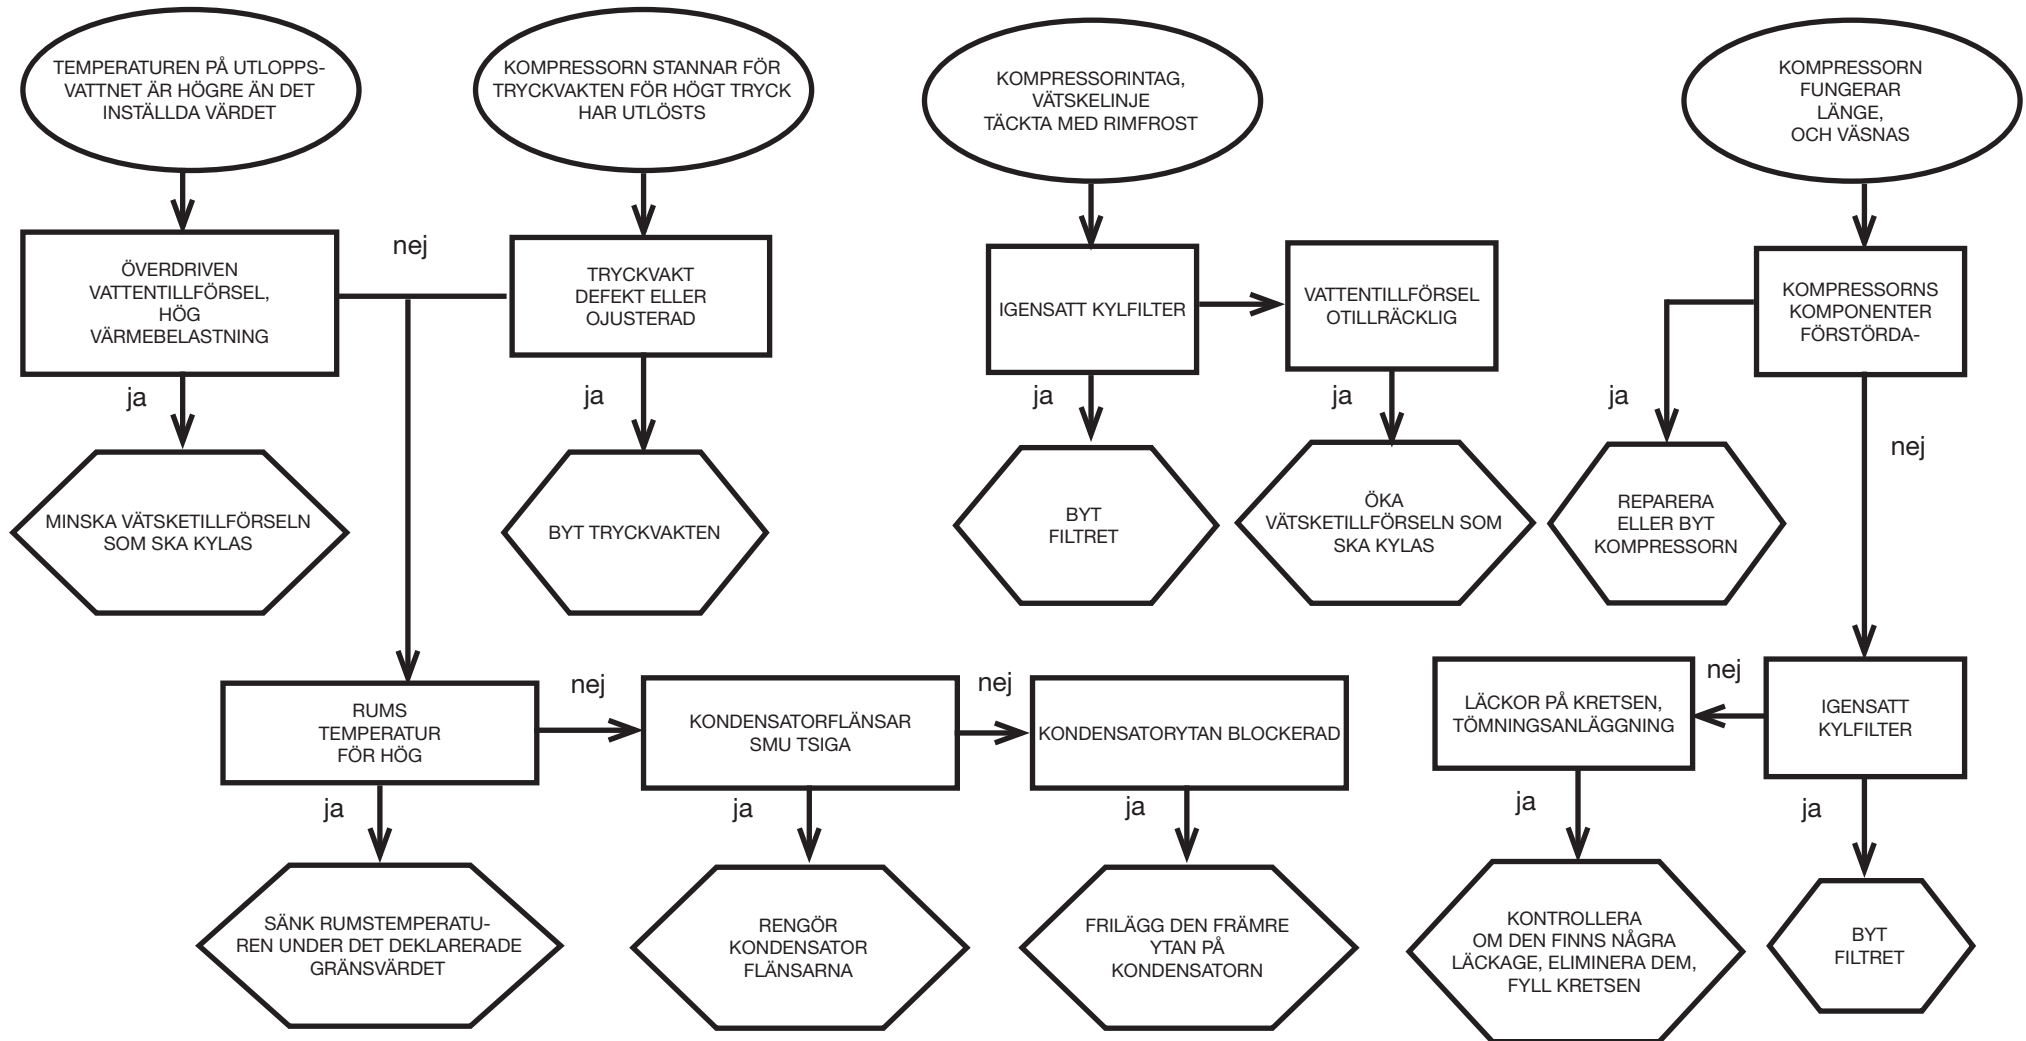 TEMPERATUREN PÅ UTLOPPS-
VATTNET ÄR HÖGRE ÄN DET
INSTÄLLDA VÄRDET
KOMPRESSORN STANNAR FÖR
TRYCKVAKTEN FÖR HÖGT TRYCK
HAR UTLÖSTS
KOMPRESSORINTAG,
VÄTSKELINJE
TÄCKTA MED RIMFROST
KOMPRESSORN
FUNGERAR
LÄNGE,
OCH VÄSNAS
ÖVERDRIVEN
VATTENTILLFÖRSEL,
HÖG
VÄRMEBELASTNING
nej
TRYCKVAKT
DEFEKT ELLER
OJUSTERAD
IGENSATT KYLFILTER
VATTENTILLFÖRSEL
OTILLRÄCKLIG
KOMPRESSORNS
KOMPONENTER
FÖRSTÖRDA-
ja
ja
ja
ja
ja
nej
MINSKA VÄTSKETILLFÖRSELN
SOM SKA KYLAS
BYT TRYCKVAKTEN
BYT
FILTRET
ÖKA
VÄTSKETILLFÖRSELN SOM
SKA KYLAS
REPARERA
ELLER BYT
KOMPRESSORN
RUMS
TEMPERATUR
FÖR HÖG
nej
KONDENSATORFLÄNSAR
SMU TSIGA
nej
KONDENSATORYTAN BLOCKERAD
LÄCKOR PÅ KRETSEN,
TÖMNINGSANLÄGGNING
nej
IGENSATT
KYLFILTER
ja
ja
ja
ja
ja
SÄNK RUMSTEMPERATU-
REN UNDER DET DEKLARERADE
GRÄNSVÄRDET
RENGÖR
KONDENSATOR
FLÄNSARNA
FRILÄGG DEN FRÄMRE
YTAN PÅ
KONDENSATORN
KONTROLLERA
OM DEN FINNS NÅGRA
LÄCKAGE, ELIMINERA DEM,
FYLL KRETSEN
BYT
FILTRET